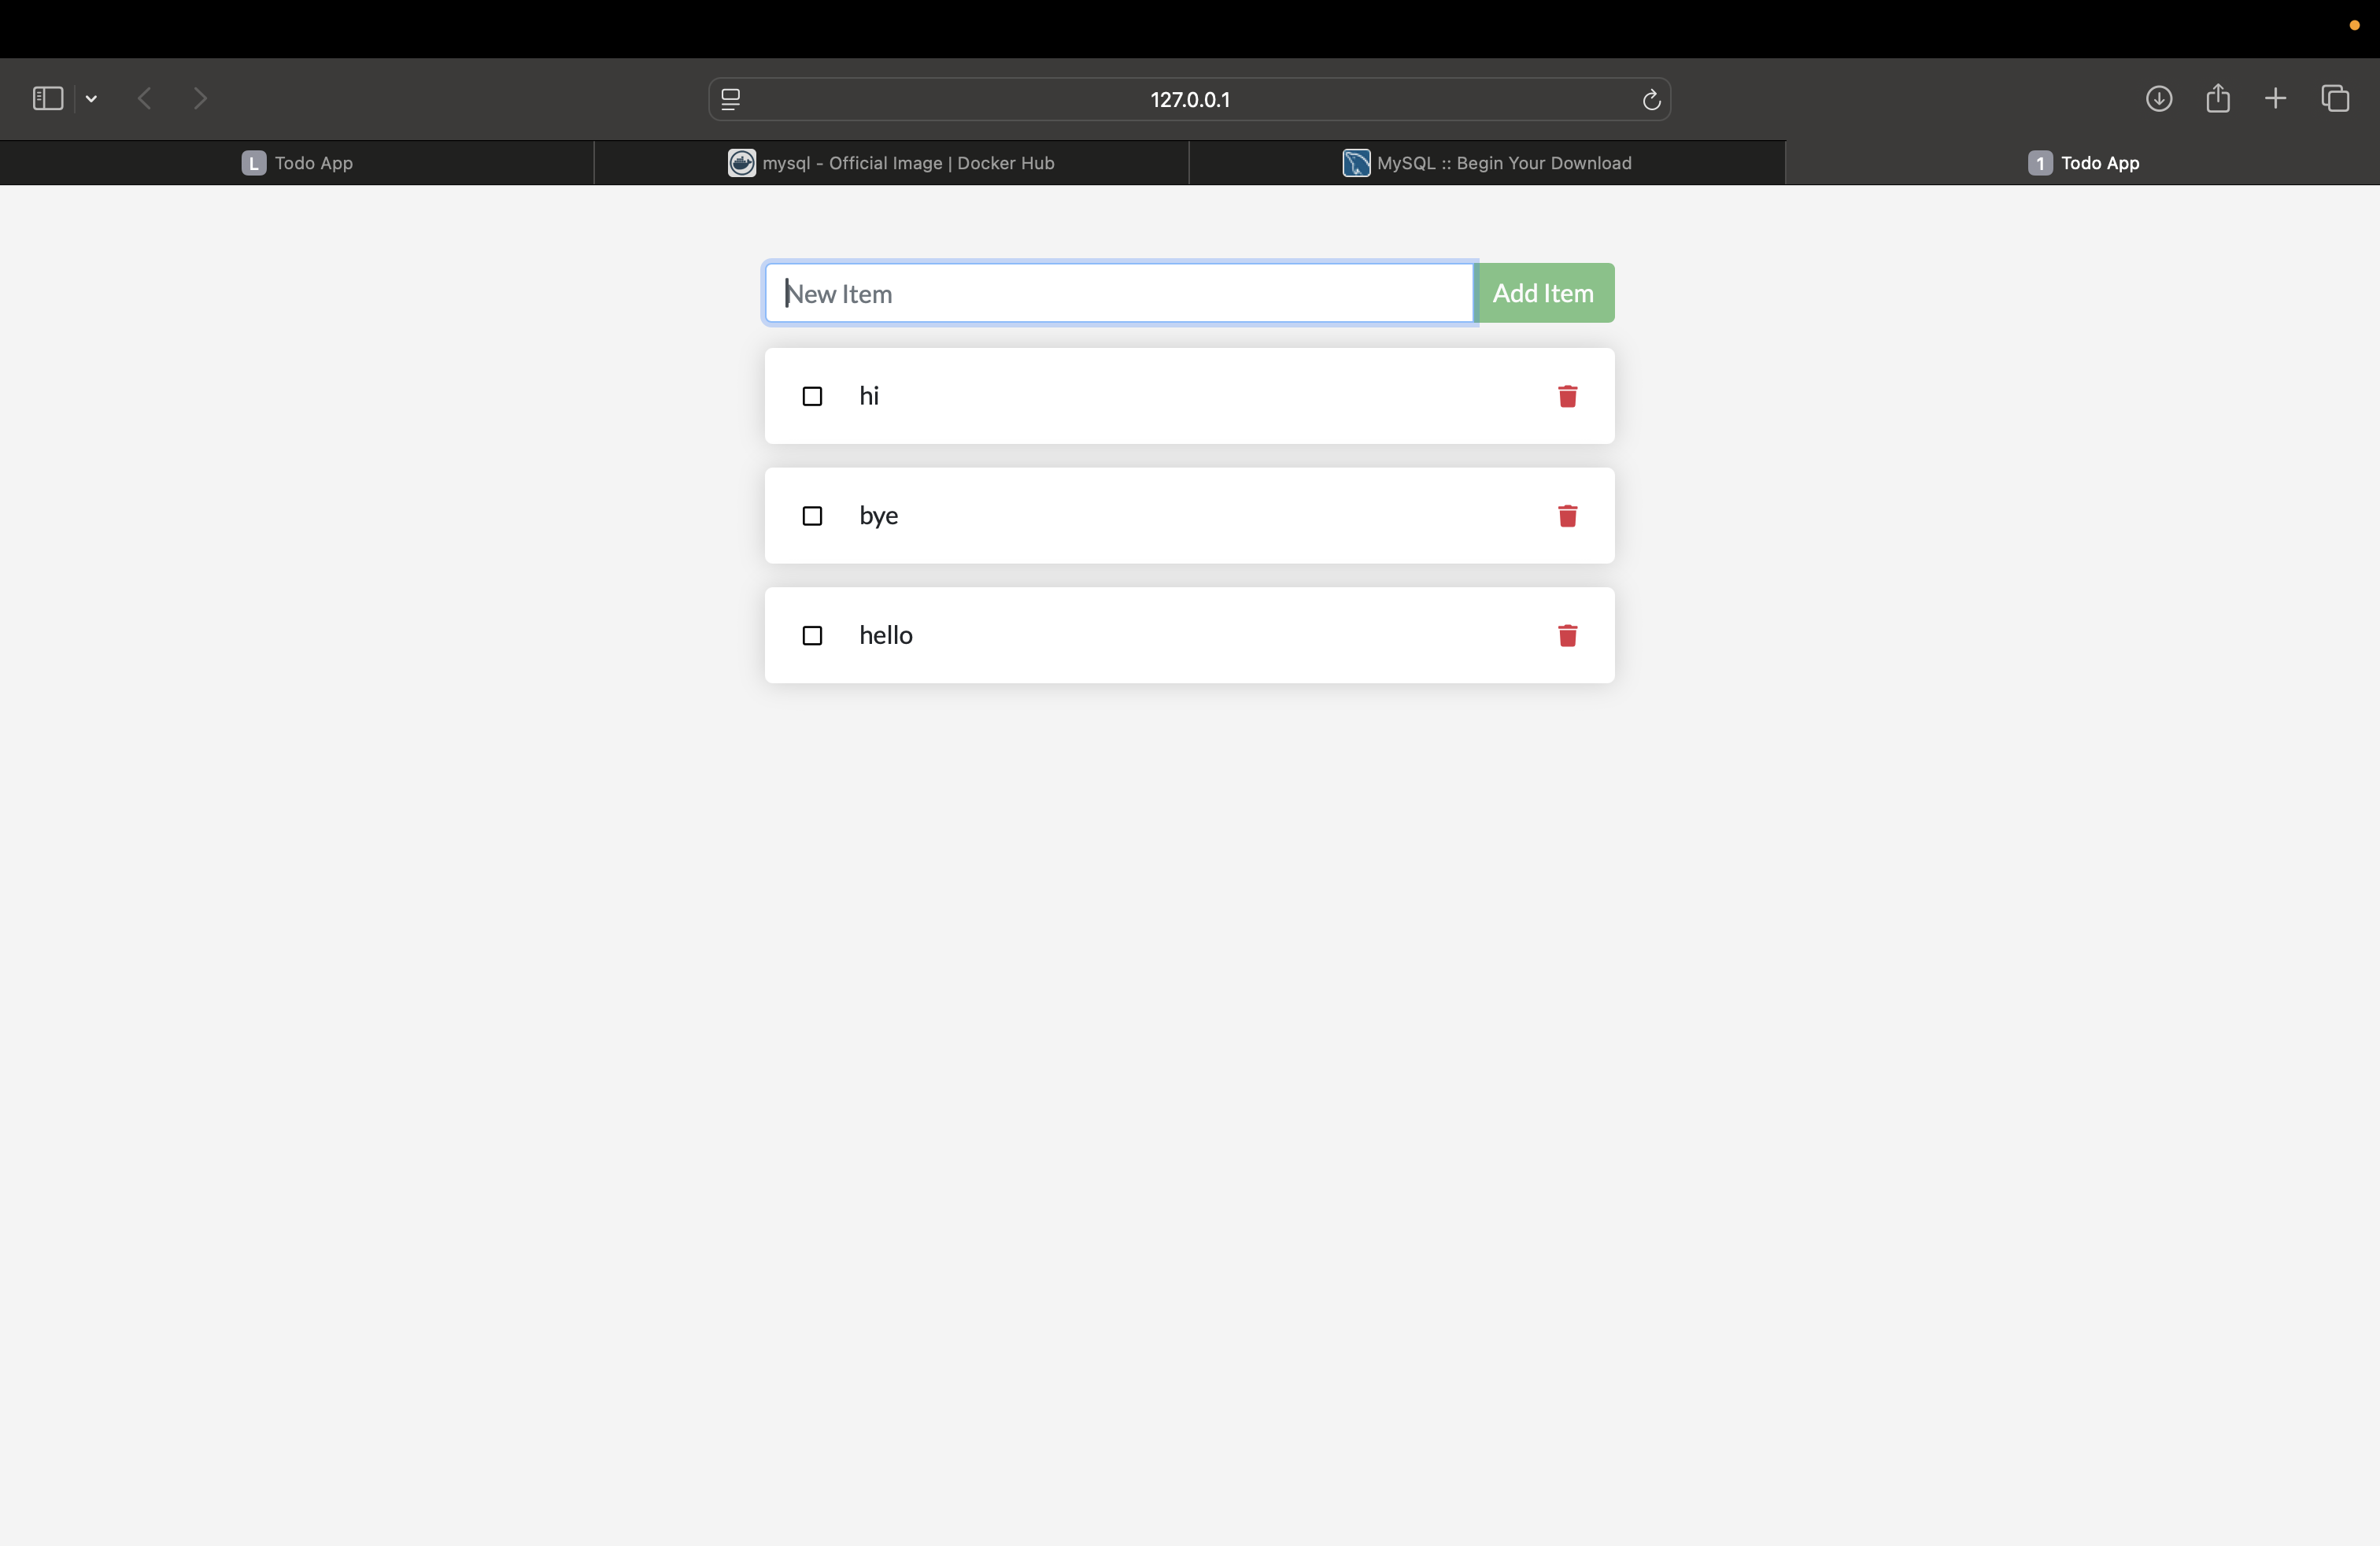 127.0.0.1
L Todo App
mysql - Official Image | Docker Hub
MySQL :: Begin Your Download
1 Todo App
New Item
Add Item
hi
bye
hello